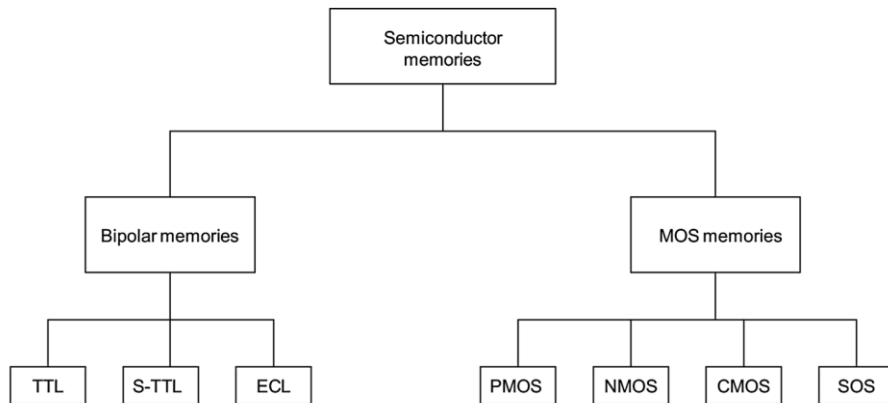 Semiconductor
memories
Bipolar memories
MOS memories
TTL
S-TTL
ECL
PMOS
NMOS
CMOS
SOS